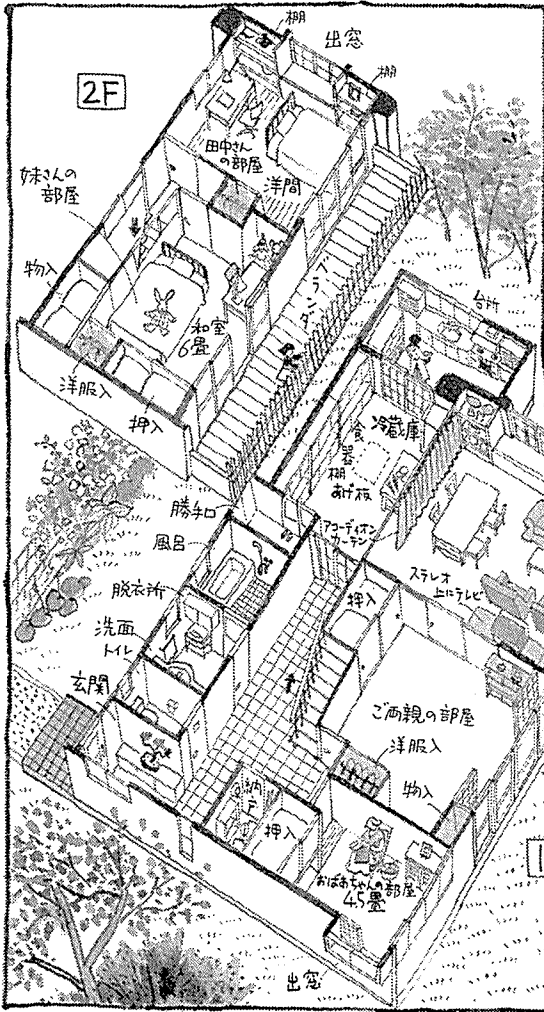 2F
棚
出窓
棚
田中さん
の部屋
洋間
妹さんの
部屋
物入
和室
6畳
洋服入
押入
ベランダ
台所
冷蔵庫
食
器
棚
あげ板
勝手口
アコーディオン
カーテン
風呂
脱衣所
洗面
トイレ
玄関
押入
ステレオ
上にテレビ
ご両親の部屋
洋服入
物入
納戸
押入
おばあちゃんの部屋
4.5畳
出窓